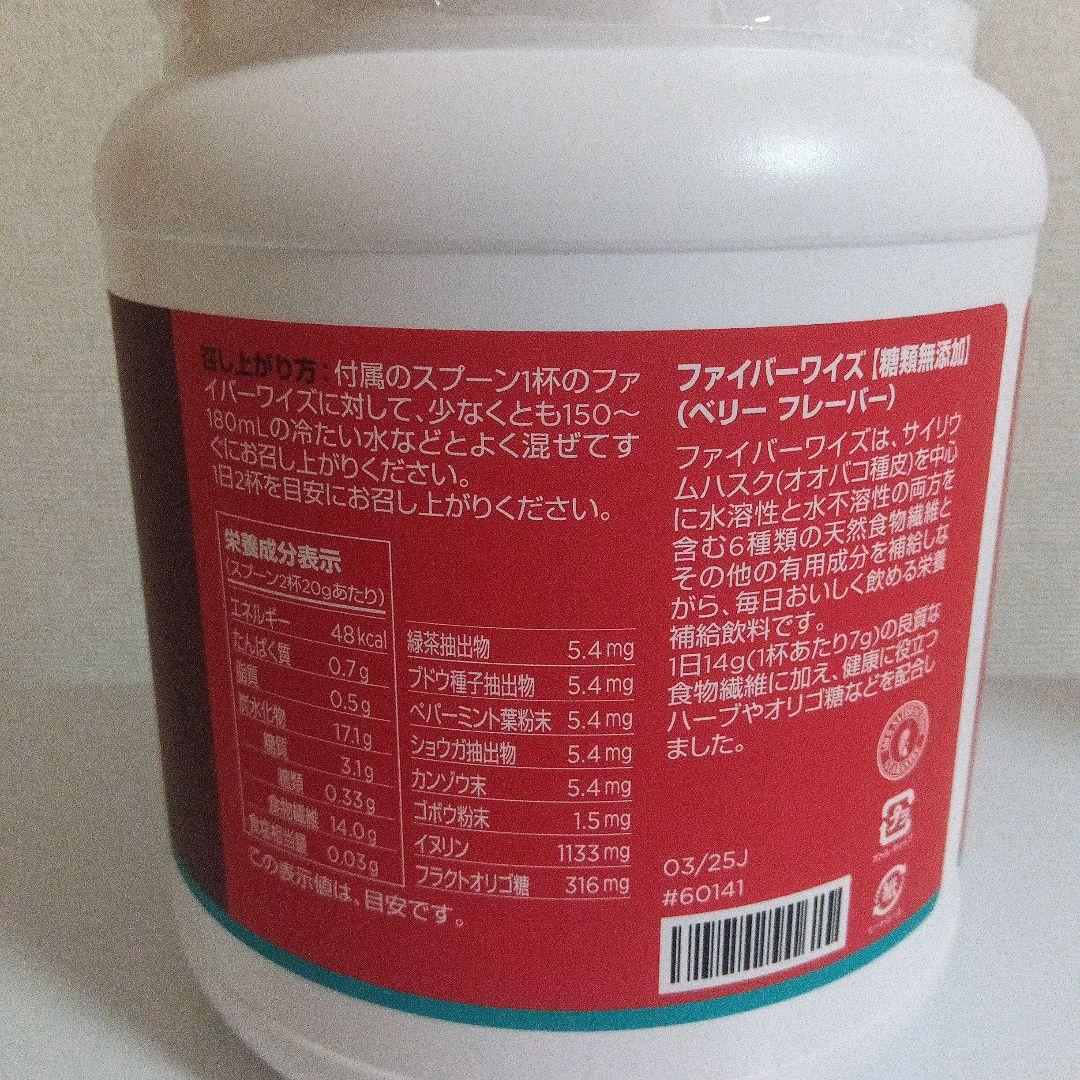 召し上がり方：付属のスプーン1杯のファ
イバーワイズに対して、少なくとも150～
180mLの冷たい水などとよく混ぜてす
ぐにお召し上がりください。
1日2杯を目安にお召し上がりください。
栄養成分表示
(スプーン2杯20gあたり)
エネルギー 48kcal
たんぱく質 0.7g
脂質 0.5g
炭水化物 17.1g
糖質 3.1g
糖類 0.33g
食物繊維 14.0g
食塩相当量 0.03g
この表示値は、目安です。
緑茶抽出物 5.4mg
ブドウ種子抽出物 5.4mg
ペパーミント葉粉末 5.4mg
ショウガ抽出物 5.4mg
カンゾウ末 5.4mg
ゴボウ粉末 1.5mg
イヌリン 1133mg
フラクトオリゴ糖 316mg
ファイバーワイズ【糖類無添加】
(ベリー フレーバー)
ファイバーワイズは、サイリウ
ムハスク(オオバコ種皮)を中心
に水溶性と水不溶性の両方を
含む6種類の天然食物繊維と
その他の有用成分を補給しな
がら、毎日おいしく飲める栄養
補給飲料です。
1日14g(1杯あたり7g)の良質な
食物繊維に加え、健康に役立つ
ハーブやオリゴ糖などを配合し
ました。
03/25J
#60141